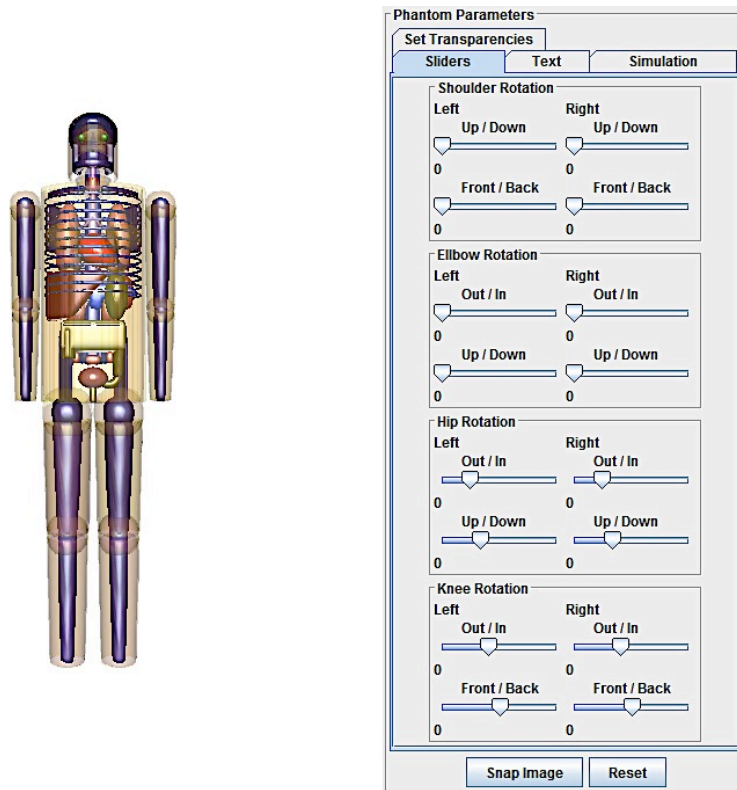 Phantom Parameters
Set Transparencies
Sliders Text Simulation
Shoulder Rotation
Left Right
Up / Down Up / Down
0 0
Front / Back Front / Back
0 0
Ellbow Rotation
Left Right
Out / In Out / In
0 0
Up / Down Up / Down
0 0
Hip Rotation
Left Right
Out / In Out / In
0 0
Up / Down Up / Down
0 0
Knee Rotation
Left Right
Out / In Out / In
0 0
Front / Back Front / Back
0 0
Snap Image Reset